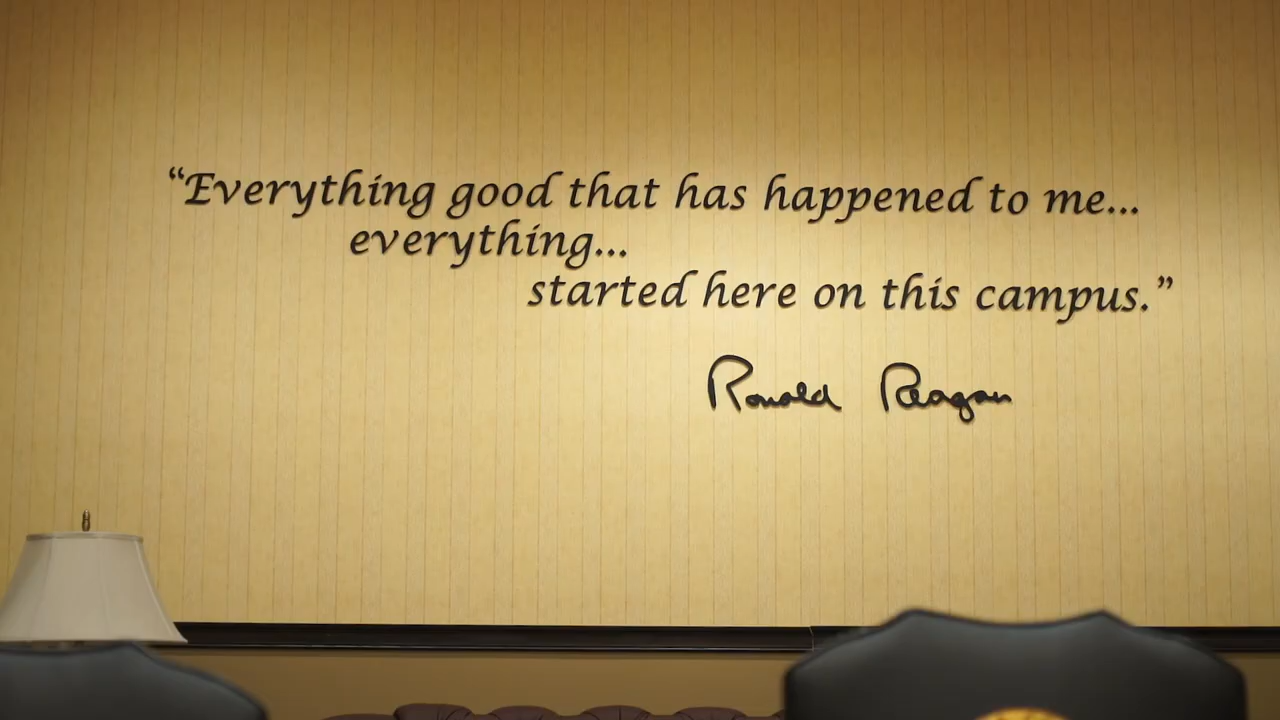 “Everything good that has happened to me...
everything...
started here on this campus.”
Ronald Reagan